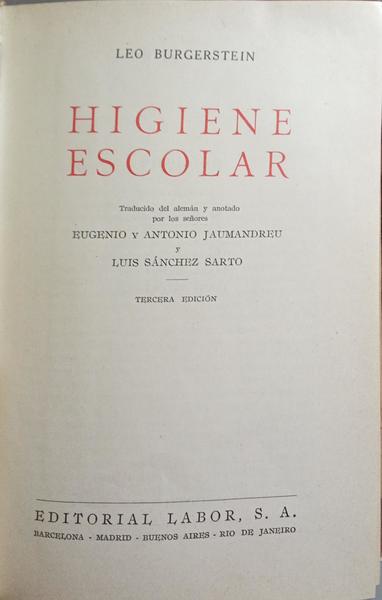 LEO BURGERSTEIN
HIGIENE
ESCOLAR
Traducido del alemán y anotado
por los señores
EUGENIO Y ANTONIO JAUMANDREU
y
LUIS SÁNCHEZ SARTO
TERCERA EDICIÓN
EDITORIAL LABOR, S. A.
BARCELONA - MADRID - BUENOS AIRES - RIO DE JANEIRO